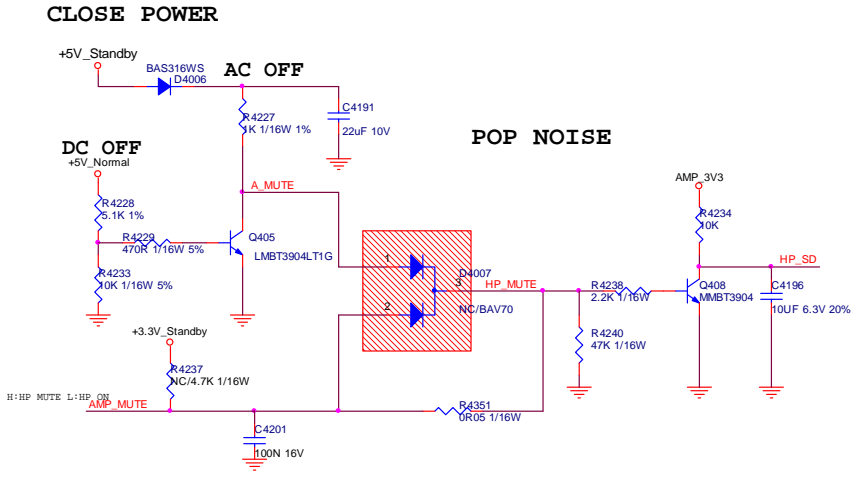 CLOSE POWER
+5V_Standby
BAS316WS
D4006
AC OFF
R4227
1K 1/16W 1%
C4191
22uF 10V
POP NOISE
DC OFF
+5V_Normal
R4228
5.1K 1%
R4229
470R 1/16W 5%
R4233
10K 1/16W 5%
A_MUTE
Q405
LMBT3904LT1G
1
2
3
D4007
NC/BAV70
HP_MUTE
AMP_3V3
R4234
10K
HP_SD
R4238
2.2K 1/16W
Q408
MMBT3904
C4196
10UF 6.3V 20%
R4240
47K 1/16W
+3.3V_Standby
R4237
NC/4.7K 1/16W
H:HP MUTE L:HP ON
AMP_MUTE
R4351
0R05 1/16W
C4201
100N 16V